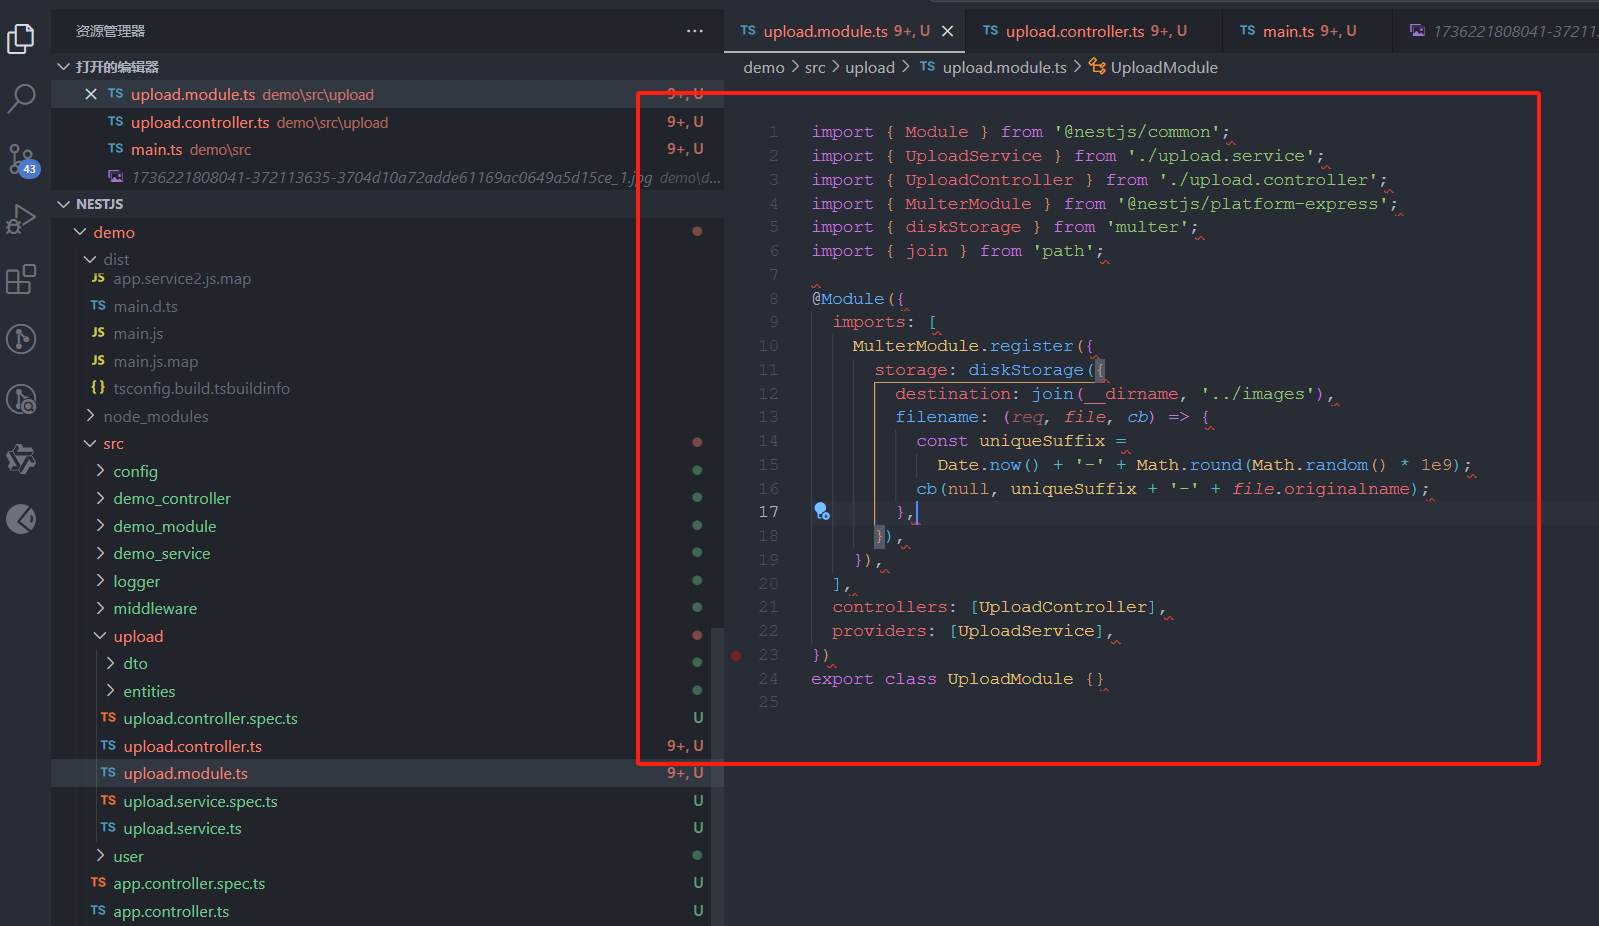 资源管理器 ···
打开的编辑器
TS upload.module.ts demo\src\upload 9+, U
TS upload.controller.ts demo\src\upload 9+, U
TS main.ts demo\src 9+, U
1736221808041-372113635-3704d10a72adde61169ac0649a5d15ce_1.jpg demo\d...
43
NESTJS
demo
dist
JS app.service2.js.map
TS main.d.ts
JS main.js
JS main.js.map
{} tsconfig.build.tsbuildinfo
node_modules
src
config
demo_controller
demo_module
demo_service
logger
middleware
upload
dto
entities
TS upload.controller.spec.ts U
TS upload.controller.ts 9+, U
TS upload.module.ts 9+, U
TS upload.service.spec.ts U
TS upload.service.ts U
user
TS app.controller.spec.ts U
TS app.controller.ts U
TS upload.module.ts 9+, U TS upload.controller.ts 9+, U TS main.ts 9+, U 1736221808041-37211
demo > src > upload > TS upload.module.ts > UploadModule
1 import { Module } from '@nestjs/common';
2 import { UploadService } from './upload.service';
3 import { UploadController } from './upload.controller';
4 import { MulterModule } from '@nestjs/platform-express';
5 import { diskStorage } from 'multer';
6 import { join } from 'path';
7
8 @Module({
9 imports: [
10 MulterModule.register({
11 storage: diskStorage({
12 destination: join(__dirname, '../images'),
13 filename: (req, file, cb) => {
14 const uniqueSuffix =
15 Date.now() + '-' + Math.round(Math.random() * 1e9);
16 cb(null, uniqueSuffix + '-' + file.originalname);
17 },
18 }),
19 }),
20 ],
21 controllers: [UploadController],
22 providers: [UploadService],
23 })
24 export class UploadModule {}
25